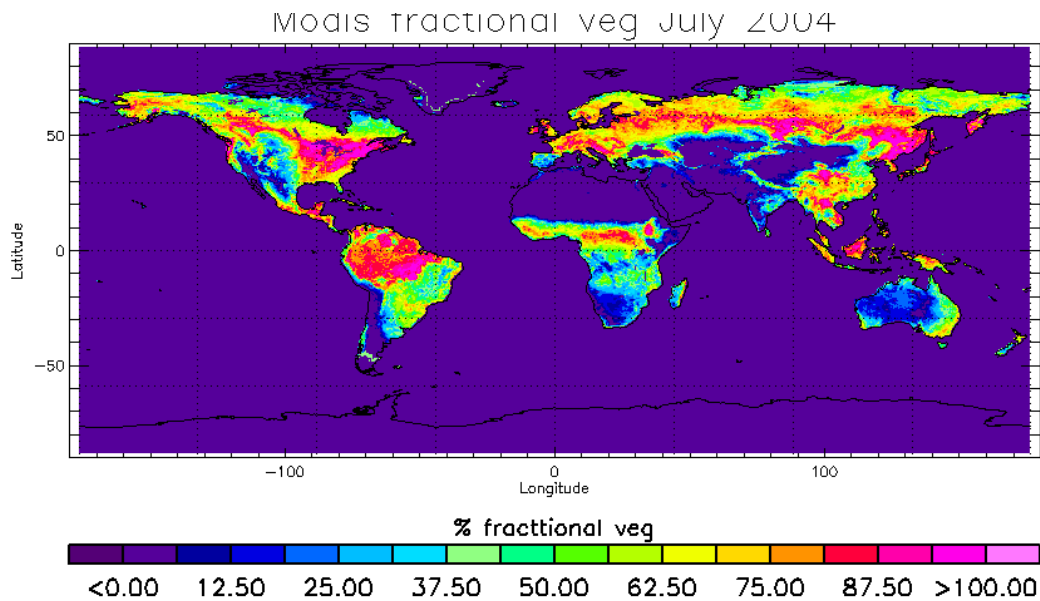 Modis fractional veg July 2004
50
0
−50
Latitude
−100 0 100
Longitude
% fracttional veg
<0.00 12.50 25.00 37.50 50.00 62.50 75.00 87.50 >100.00